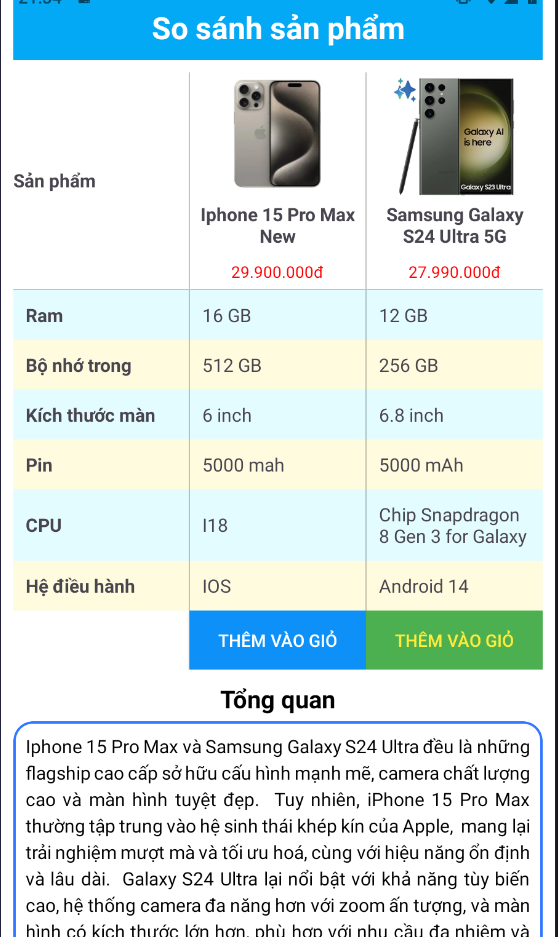 So sánh sản phẩm
Galaxy AI
is here
Galaxy S23 Ultra
Sản phẩm
Iphone 15 Pro Max
New
29.900.000đ
Samsung Galaxy
S24 Ultra 5G
27.990.000đ
Ram 16 GB 12 GB
Bộ nhớ trong 512 GB 256 GB
Kích thước màn 6 inch 6.8 inch
Pin 5000 mah 5000 mAh
CPU I18 Chip Snapdragon
8 Gen 3 for Galaxy
Hệ điều hành IOS Android 14
THÊM VÀO GIỎ THÊM VÀO GIỎ
Tổng quan
Iphone 15 Pro Max và Samsung Galaxy S24 Ultra đều là những
flagship cao cấp sở hữu cấu hình mạnh mẽ, camera chất lượng
cao và màn hình tuyệt đẹp. Tuy nhiên, iPhone 15 Pro Max
thường tập trung vào hệ sinh thái khép kín của Apple, mang lại
trải nghiệm mượt mà và tối ưu hoá, cùng với hiệu năng ổn định
và lâu dài. Galaxy S24 Ultra lại nổi bật với khả năng tùy biến
cao, hệ thống camera đa năng hơn với zoom ấn tượng, và màn
hình có kích thước lớn hơn, phù hợp với nhu cầu đa nhiệm và